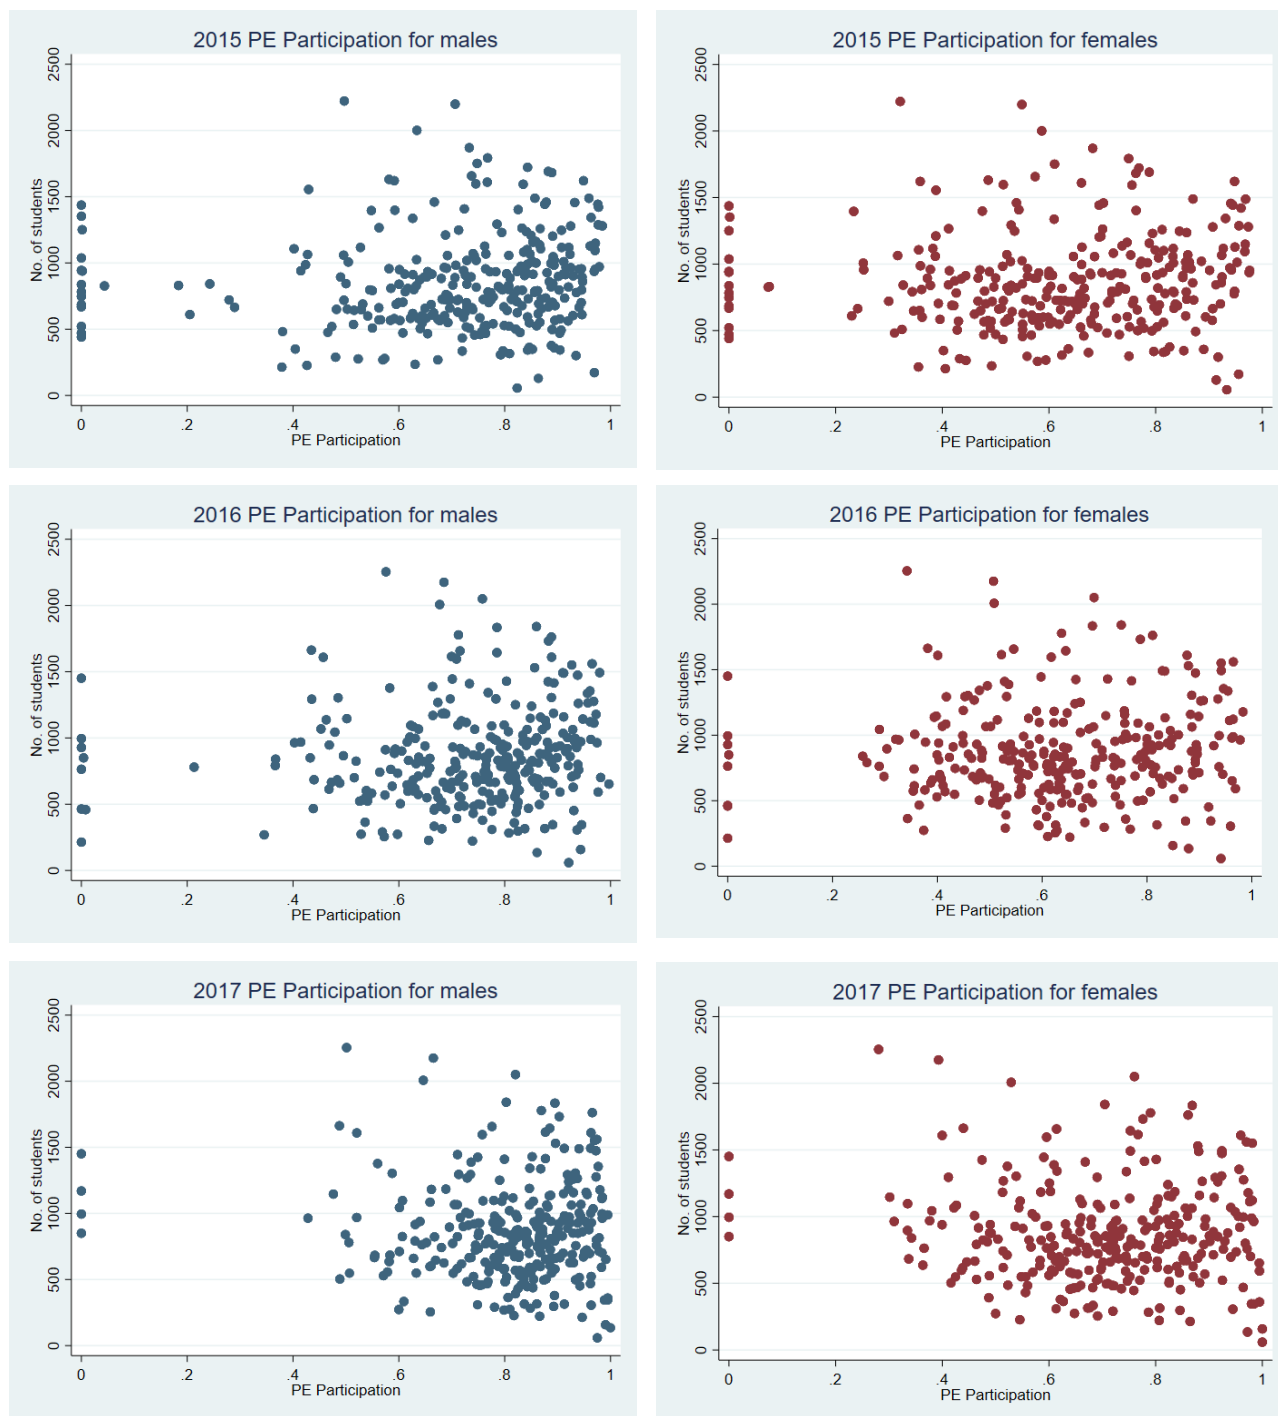 2015 PE Participation for males
2500
2000
1500
1000
500
0
No. of students
0 .2 .4 .6 .8 1
PE Participation
2015 PE Participation for females
2500
2000
1500
1000
500
0
No. of students
0 .2 .4 .6 .8 1
PE Participation
2016 PE Participation for males
2500
2000
1500
1000
500
0
No. of students
0 .2 .4 .6 .8 1
PE Participation
2016 PE Participation for females
2500
2000
1500
1000
500
0
No. of students
0 .2 .4 .6 .8 1
PE Participation
2017 PE Participation for males
2500
2000
1500
1000
500
0
No. of students
0 .2 .4 .6 .8 1
PE Participation
2017 PE Participation for females
2500
2000
1500
1000
500
0
No. of students
0 .2 .4 .6 .8 1
PE Participation